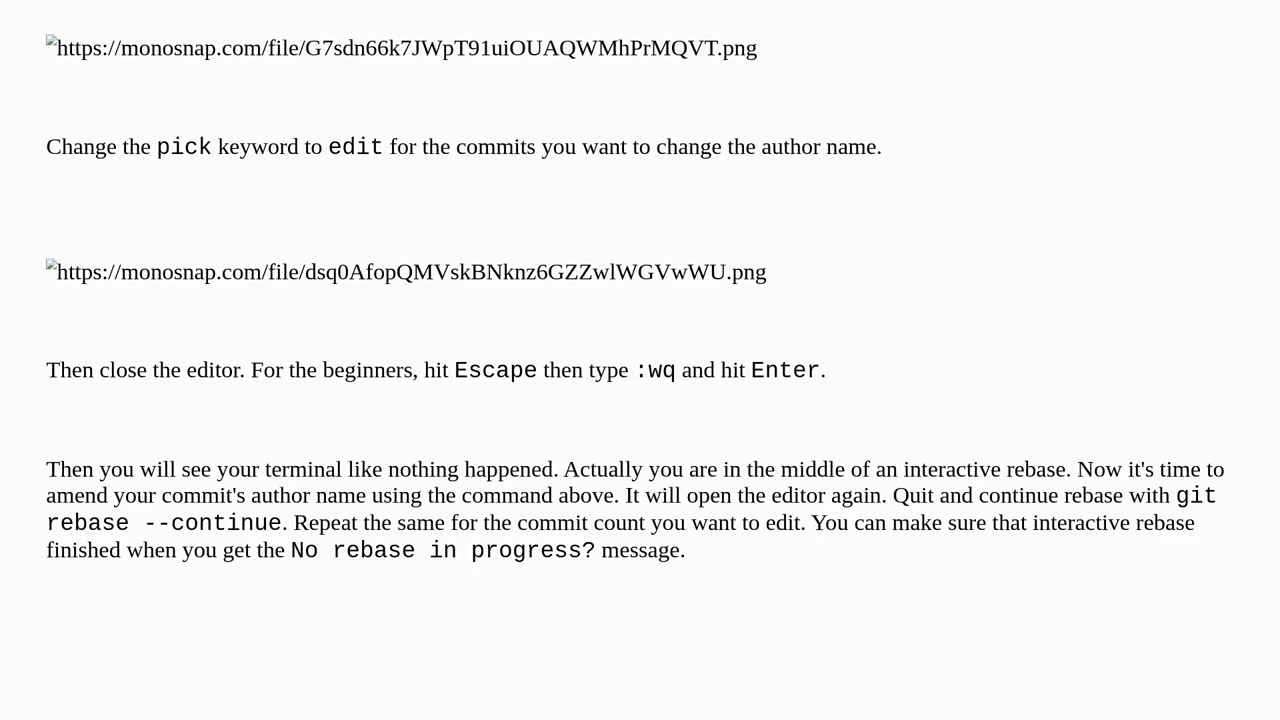 https://monosnap.com/file/G7sdn66k7JWpT91uiOUAQWMhPrMQVT.png
Change the pick keyword to edit for the commits you want to change the author name.
https://monosnap.com/file/dsq0AfopQMVskBNknz6GZZwlWGVwWU.png
Then close the editor. For the beginners, hit Escape then type :wq and hit Enter.
Then you will see your terminal like nothing happened. Actually you are in the middle of an interactive rebase. Now it's time to
amend your commit's author name using the command above. It will open the editor again. Quit and continue rebase with git
rebase --continue. Repeat the same for the commit count you want to edit. You can make sure that interactive rebase
finished when you get the No rebase in progress? message.